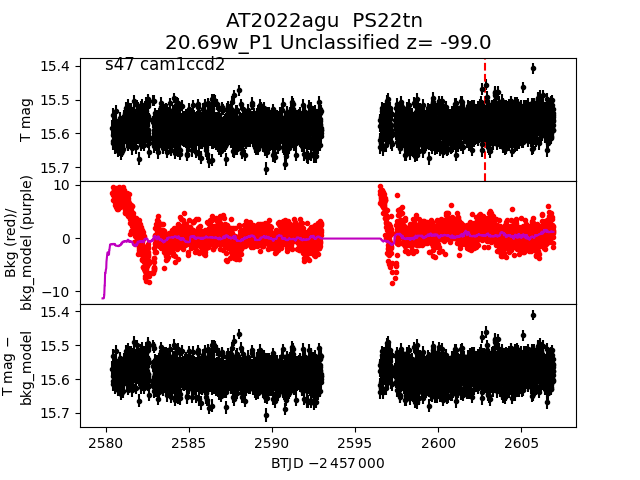 AT2022agu  PS22tn
20.69w_P1 Unclassified z= -99.0
s47 cam1ccd2
15.4
15.5
15.6
15.7
T mag
10
0
−10
Bkg (red)/
bkg_model (purple)
15.4
15.5
15.6
15.7
T mag −
bkg_model
2580 2585 2590 2595 2600 2605
BTJD −2 457 000